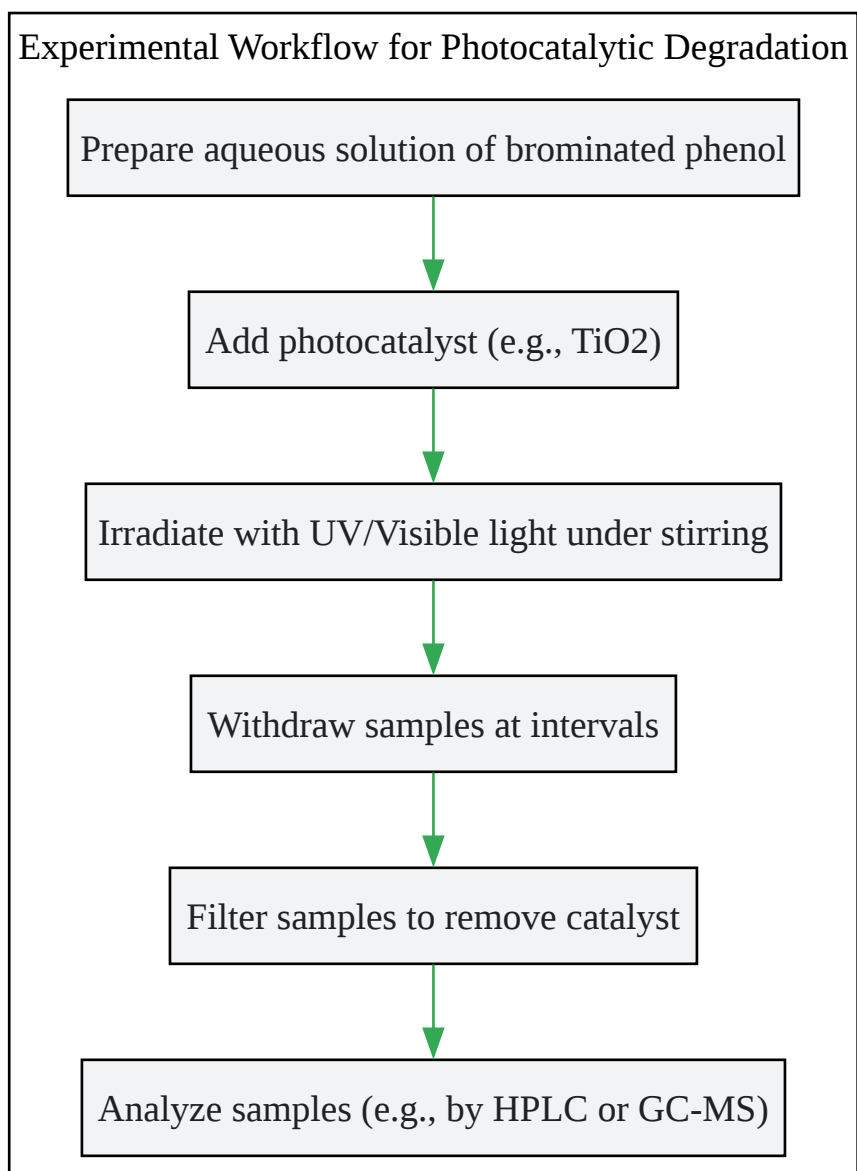 Experimental Workflow for Photocatalytic Degradation
Prepare aqueous solution of brominated phenol
Add photocatalyst (e.g., TiO2)
Irradiate with UV/Visible light under stirring
Withdraw samples at intervals
Filter samples to remove catalyst
Analyze samples (e.g., by HPLC or GC-MS)